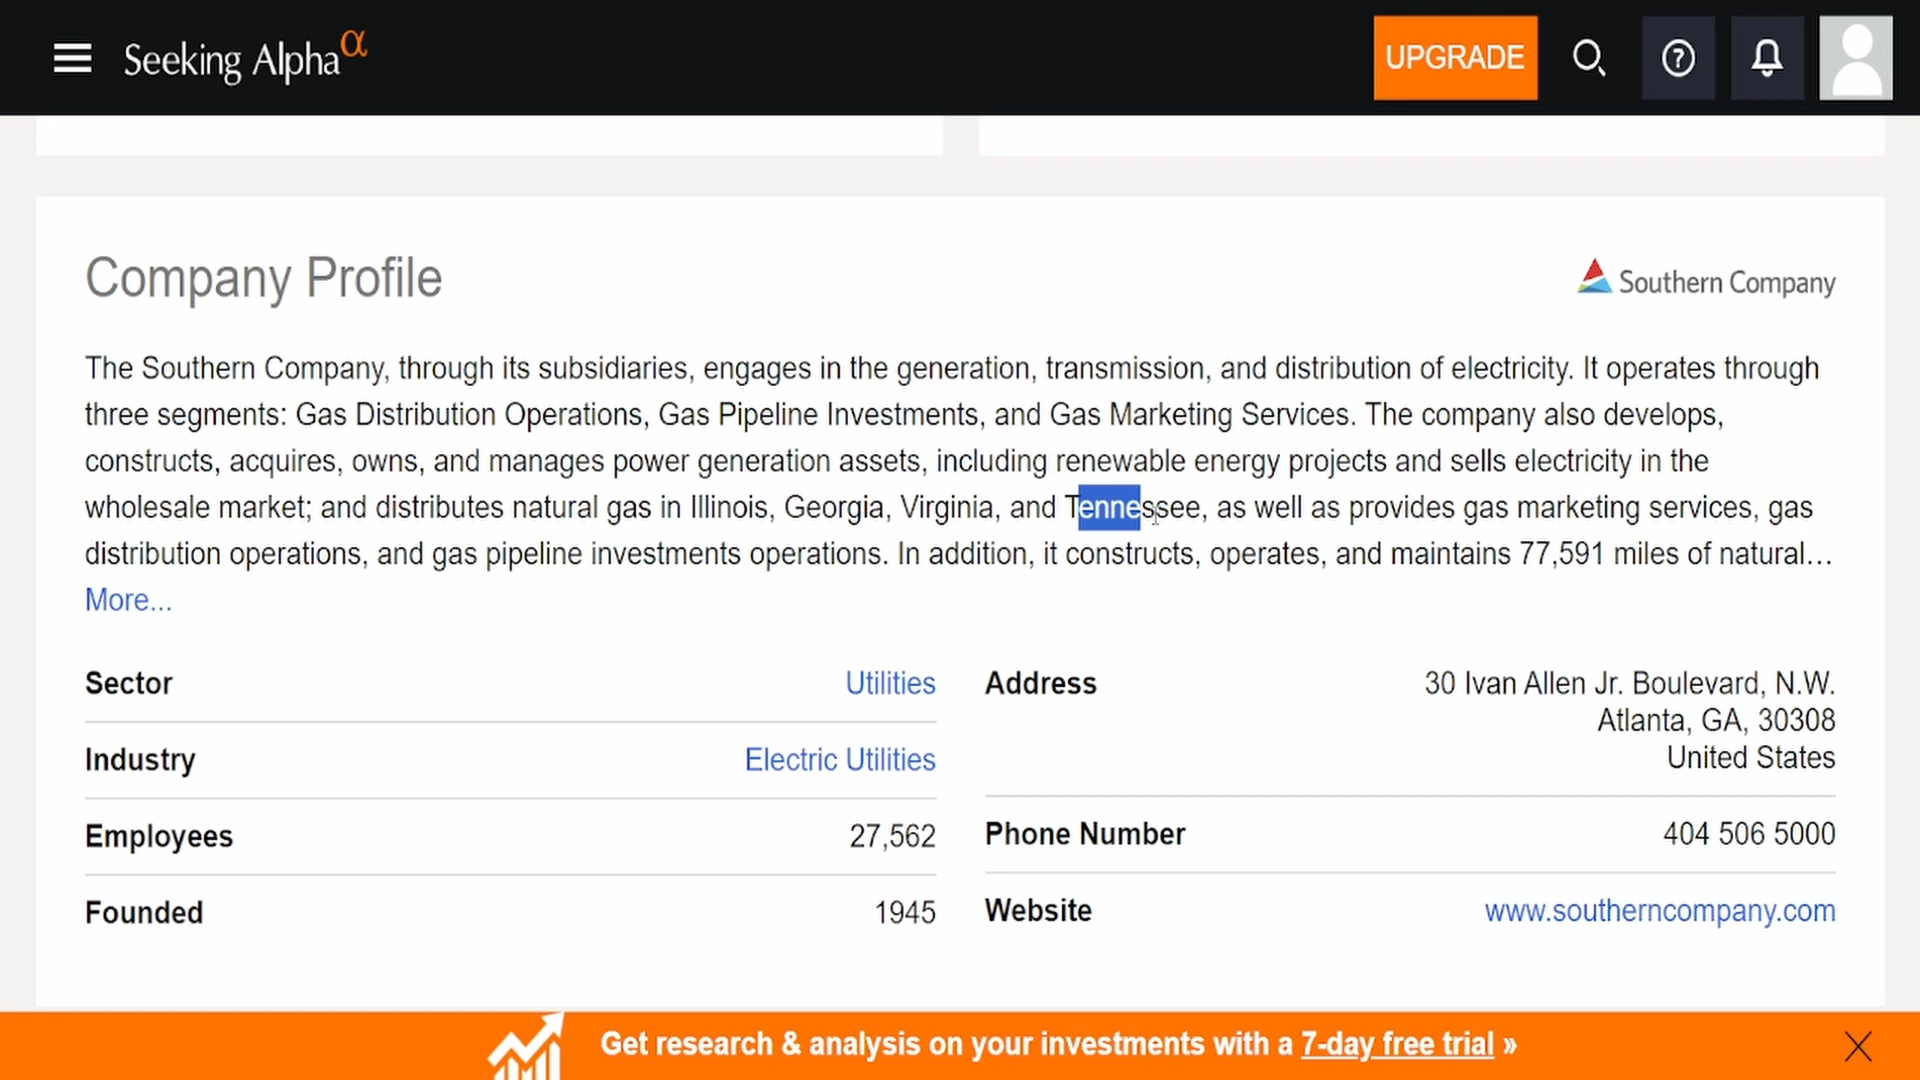 Seeking Alphaα
UPGRADE
Company Profile
Southern Company
The Southern Company, through its subsidiaries, engages in the generation, transmission, and distribution of electricity. It operates through
three segments: Gas Distribution Operations, Gas Pipeline Investments, and Gas Marketing Services. The company also develops,
constructs, acquires, owns, and manages power generation assets, including renewable energy projects and sells electricity in the
wholesale market; and distributes natural gas in Illinois, Georgia, Virginia, and Tennessee, as well as provides gas marketing services, gas
distribution operations, and gas pipeline investments operations. In addition, it constructs, operates, and maintains 77,591 miles of natural...
More...
Sector Utilities
Industry Electric Utilities
Employees 27,562
Founded 1945
Address 30 Ivan Allen Jr. Boulevard, N.W.
Atlanta, GA, 30308
United States
Phone Number 404 506 5000
Website www.southerncompany.com
Get research & analysis on your investments with a 7-day free trial »